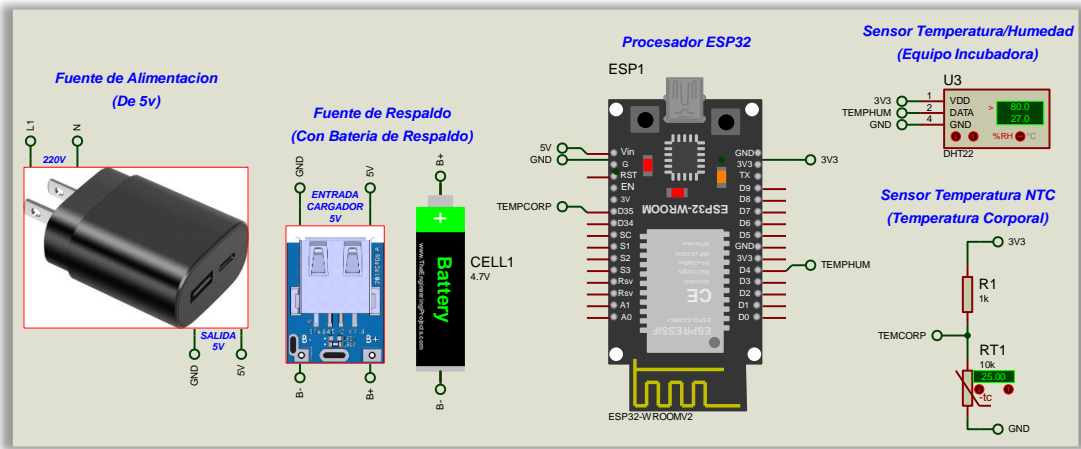 Fuente de Alimentacion
(De 5v)
L1
N
220V
SALIDA
5V
GND
5V
Fuente de Respaldo
(Con Bateria de Respaldo)
GND
5V
ENTRADA
CARGADOR
5V
B-
B+
B-
B+
B+
+
Battery
www.TheEngineeringProjects.com
CELL1
4.7V
B-
Procesador ESP32
ESP1
5V
GND
TEMPCORP
Vin
G
RST
EN
3V
D35
D34
SC
S1
S2
S3
Rsv
Rsv
A1
A0
GND
3V3
TX
D9
D8
D7
D6
D5
GND
3V3
D4
D3
D2
D1
D0
3V3
TEMPHUM
ESP32-WROOM
CE
ESPRESSIF
ESP32-WROOMV2
Sensor Temperatura/Humedad
(Equipo Incubadora)
U3
3V3
TEMPHUM
GND
1
2
4
VDD
DATA
GND
>
80.0
27.0
%RH
°C
DHT22
Sensor Temperatura NTC
(Temperatura Corporal)
3V3
R1
1k
TEMCORP
RT1
10k
25.00
-tc
GND